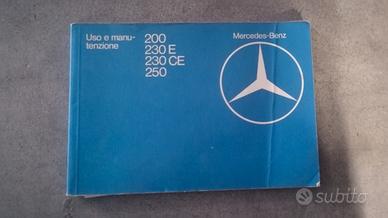 Uso e manu-
tenzione
200
230 E
230 CE
250
Mercedes-Benz
subito